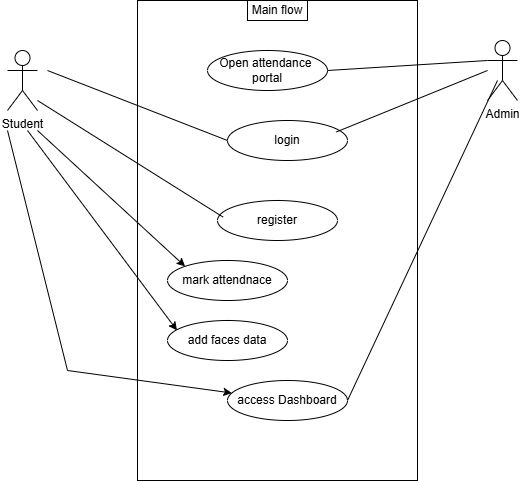 Main flow
Open attendance
portal
Student
Admin
login
register
mark attendnace
add faces data
access Dashboard